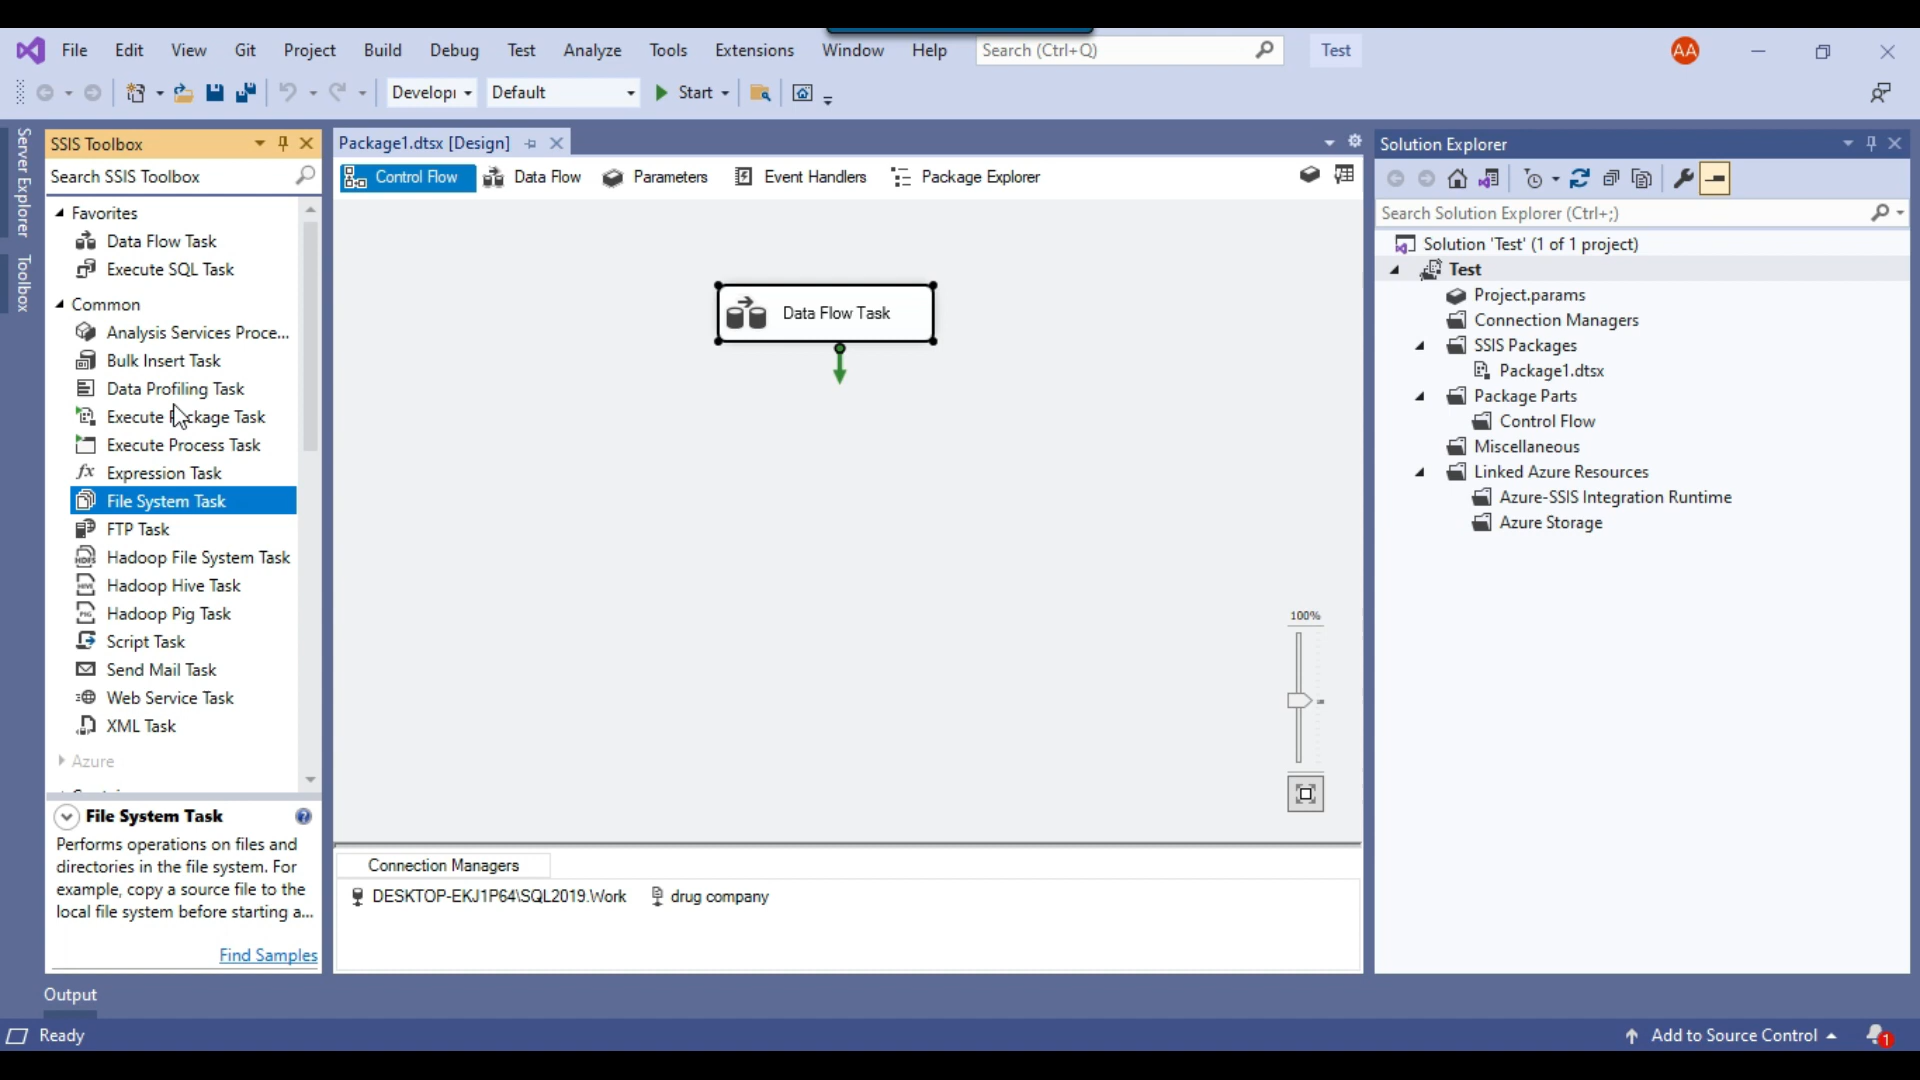 File Edit View Git Project Build Debug Test Analyze Tools Extensions Window Help Search (Ctrl+Q) Test AA
Developı Default Start
Server Explorer
Toolbox
SSIS Toolbox
Search SSIS Toolbox
Favorites
Data Flow Task
Execute SQL Task
Common
Analysis Services Proce...
Bulk Insert Task
Data Profiling Task
Execute Package Task
Execute Process Task
fx Expression Task
File System Task
FTP Task
Hadoop File System Task
Hadoop Hive Task
Hadoop Pig Task
Script Task
Send Mail Task
Web Service Task
XML Task
Azure
File System Task
Performs operations on files and
directories in the file system. For
example, copy a source file to the
local file system before starting a...
Find Samples
Package1.dtsx [Design]
Control Flow Data Flow Parameters Event Handlers Package Explorer
Data Flow Task
100%
Connection Managers
DESKTOP-EKJ1P64\SQL2019.Work drug company
Solution Explorer
Search Solution Explorer (Ctrl+;)
Solution 'Test' (1 of 1 project)
Test
Project.params
Connection Managers
SSIS Packages
Package1.dtsx
Package Parts
Control Flow
Miscellaneous
Linked Azure Resources
Azure-SSIS Integration Runtime
Azure Storage
Output
Ready Add to Source Control 1